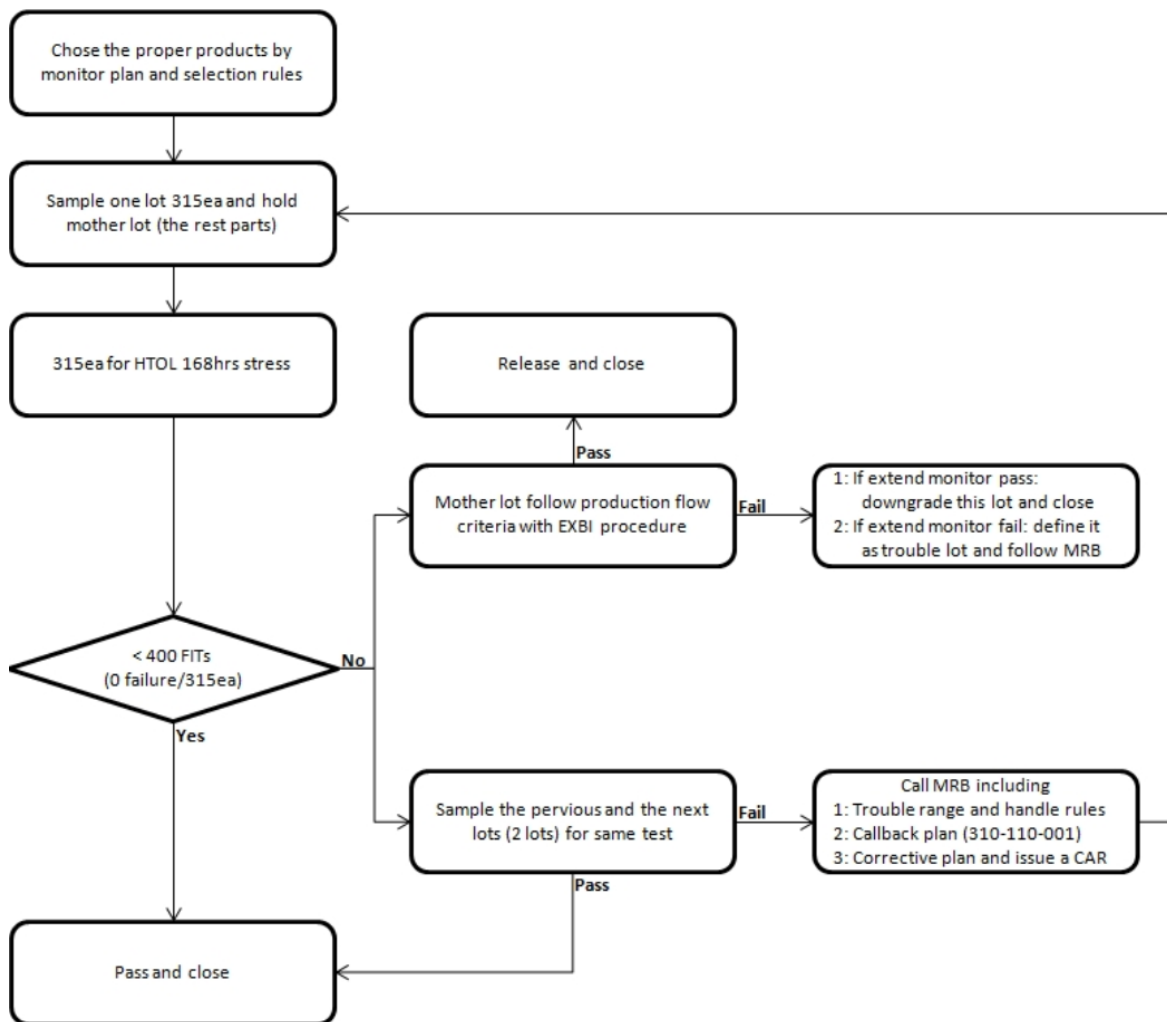 Chose the proper products by
monitor plan and selection rules
Sample one lot 315ea and hold
mother lot (the rest parts)
315ea for HTOL 168hrs stress
Release and close
Pass
Mother lot follow production flow
criteria with EXBI procedure
Fail
1: If extend monitor pass:
downgrade this lot and close
2: If extend monitor fail: define it
as trouble lot and follow MRB
< 400 FITs
(0 failure/315ea)
No
Yes
Sample the pervious and the next
lots (2 lots) for same test
Fail
Call MRB including
1: Trouble range and handle rules
2: Callback plan (310-110-001)
3: Corrective plan and issue a CAR
Pass
Pass and close